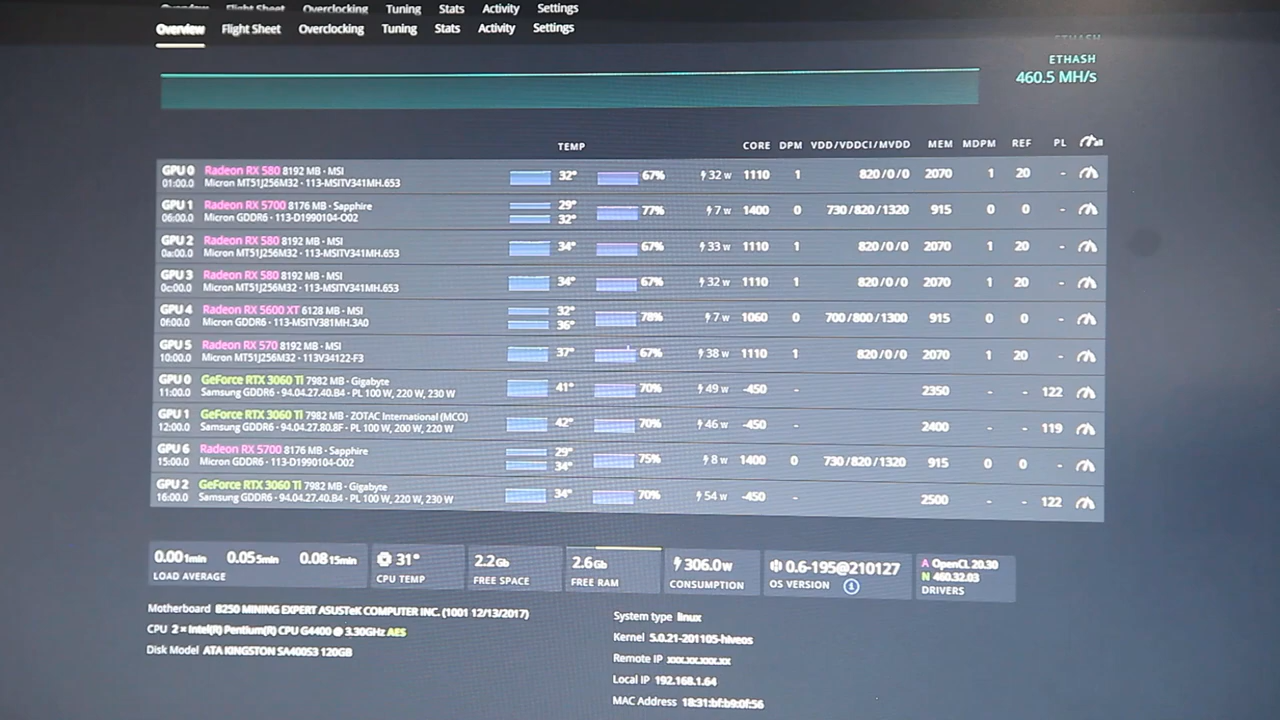 Overview Flight Sheet Overclocking Tuning Stats Activity Settings
Overview Flight Sheet Overclocking Tuning Stats Activity Settings
ETHASH
ETHASH
460.5 MH/s
TEMP CORE DPM VDD/VDDCI/MVDD MEM MDPM REF PL
GPU 0 Radeon RX 580 8192 MB · MSI 32° 67% 32 w 1110 1 820/0/0 2070 1 20 -
01:00.0 Micron MT51J256M32 · 113-MSITV341MH.653
GPU 1 Radeon RX 5700 8176 MB · Sapphire 29° 77% 7 w 1400 0 730/820/1320 915 0 0 -
06:00.0 Micron GDDR6 · 113-D1990104-O02 32°
GPU 2 Radeon RX 580 8192 MB · MSI 34° 67% 33 w 1110 1 820/0/0 2070 1 20 -
0a:00.0 Micron MT51J256M32 · 113-MSITV341MH.653
GPU 3 Radeon RX 580 8192 MB · MSI 34° 67% 32 w 1110 1 820/0/0 2070 1 20 -
0c:00.0 Micron MT51J256M32 · 113-MSITV341MH.653
GPU 4 Radeon RX 5600 XT 6128 MB · MSI 32° 78% 7 w 1060 0 700/800/1300 915 0 0 -
0f:00.0 Micron GDDR6 · 113-MSITV381MH.3A0 36°
GPU 5 Radeon RX 570 8192 MB · MSI 37° 67% 38 w 1110 1 820/0/0 2070 1 20 -
10:00.0 Micron MT51J256M32 · 113V34122-F3
GPU 0 GeForce RTX 3060 Ti 7982 MB · Gigabyte 41° 70% 49 w -450 - 2350 - - 122
11:00.0 Samsung GDDR6 · 94.04.27.40.B4 · PL 100 W, 220 W, 230 W
GPU 1 GeForce RTX 3060 Ti 7982 MB · ZOTAC International (MCO) 42° 70% 46 w -450 - 2400 - - 119
12:00.0 Samsung GDDR6 · 94.04.27.80.8F · PL 100 W, 200 W, 220 W
GPU 6 Radeon RX 5700 8176 MB · Sapphire 29° 75% 8 w 1400 0 730/820/1320 915 0 0 -
15:00.0 Micron GDDR6 · 113-D1990104-O02 34°
GPU 2 GeForce RTX 3060 Ti 7982 MB · Gigabyte 34° 70% 54 w -450 - 2500 - - 122
16:00.0 Samsung GDDR6 · 94.04.27.40.B4 · PL 100 W, 220 W, 230 W
0.00 1min 0.05 5min 0.08 15min 31° 2.2 Gb 2.6 Gb 306.0 w 0.6-195@210127 A OpenCL 20.30
N 460.32.03
LOAD AVERAGE CPU TEMP FREE SPACE FREE RAM CONSUMPTION OS VERSION DRIVERS
Motherboard B250 MINING EXPERT ASUSTeK COMPUTER INC. (1001 12/13/2017)
CPU 2 × Intel(R) Pentium(R) CPU G4400 @ 3.30GHz AES
Disk Model ATA KINGSTON SA400S3 120GB
System type linux
Kernel 5.0.21-201105-hiveos
Remote IP xxx.xx.xxx.xx
Local IP 192.168.1.64
MAC Address 18:31:bf:b9:0f:56